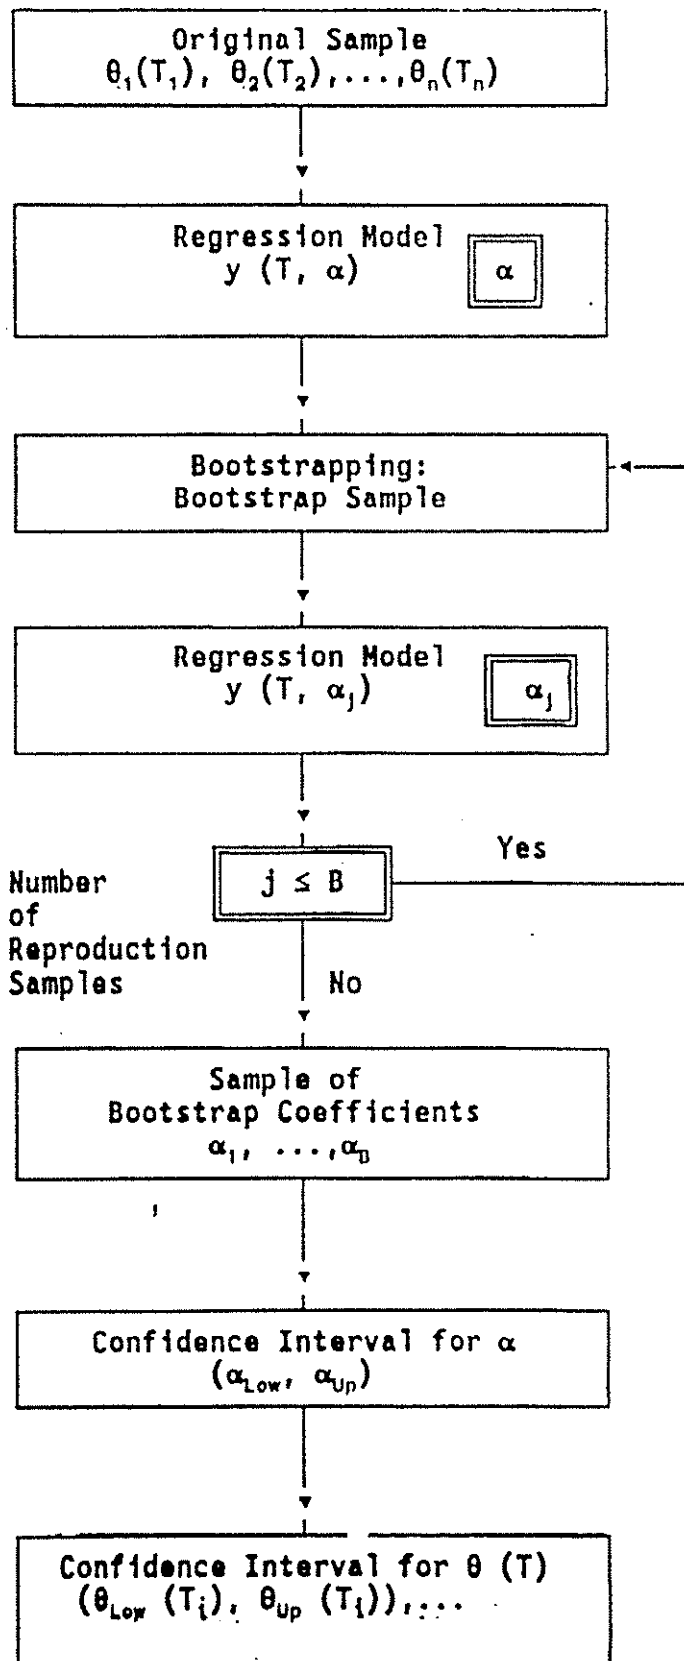 Original Sample
θ₁(T₁), θ₂(T₂),...,θₙ(Tₙ)
Regression Model
y (T, α)
α
Bootstrapping:
Bootstrap Sample
Regression Model
y (T, αⱼ)
αⱼ
j ≤ B
Yes
Number
of
Reproduction
Samples
No
Sample of
Bootstrap Coefficients
α₁, ...,α_B
Confidence Interval for α
(α_Low, α_Up)
Confidence Interval for θ (T)
(θ_Low (Tᵢ), θ_Up (Tᵢ)),...